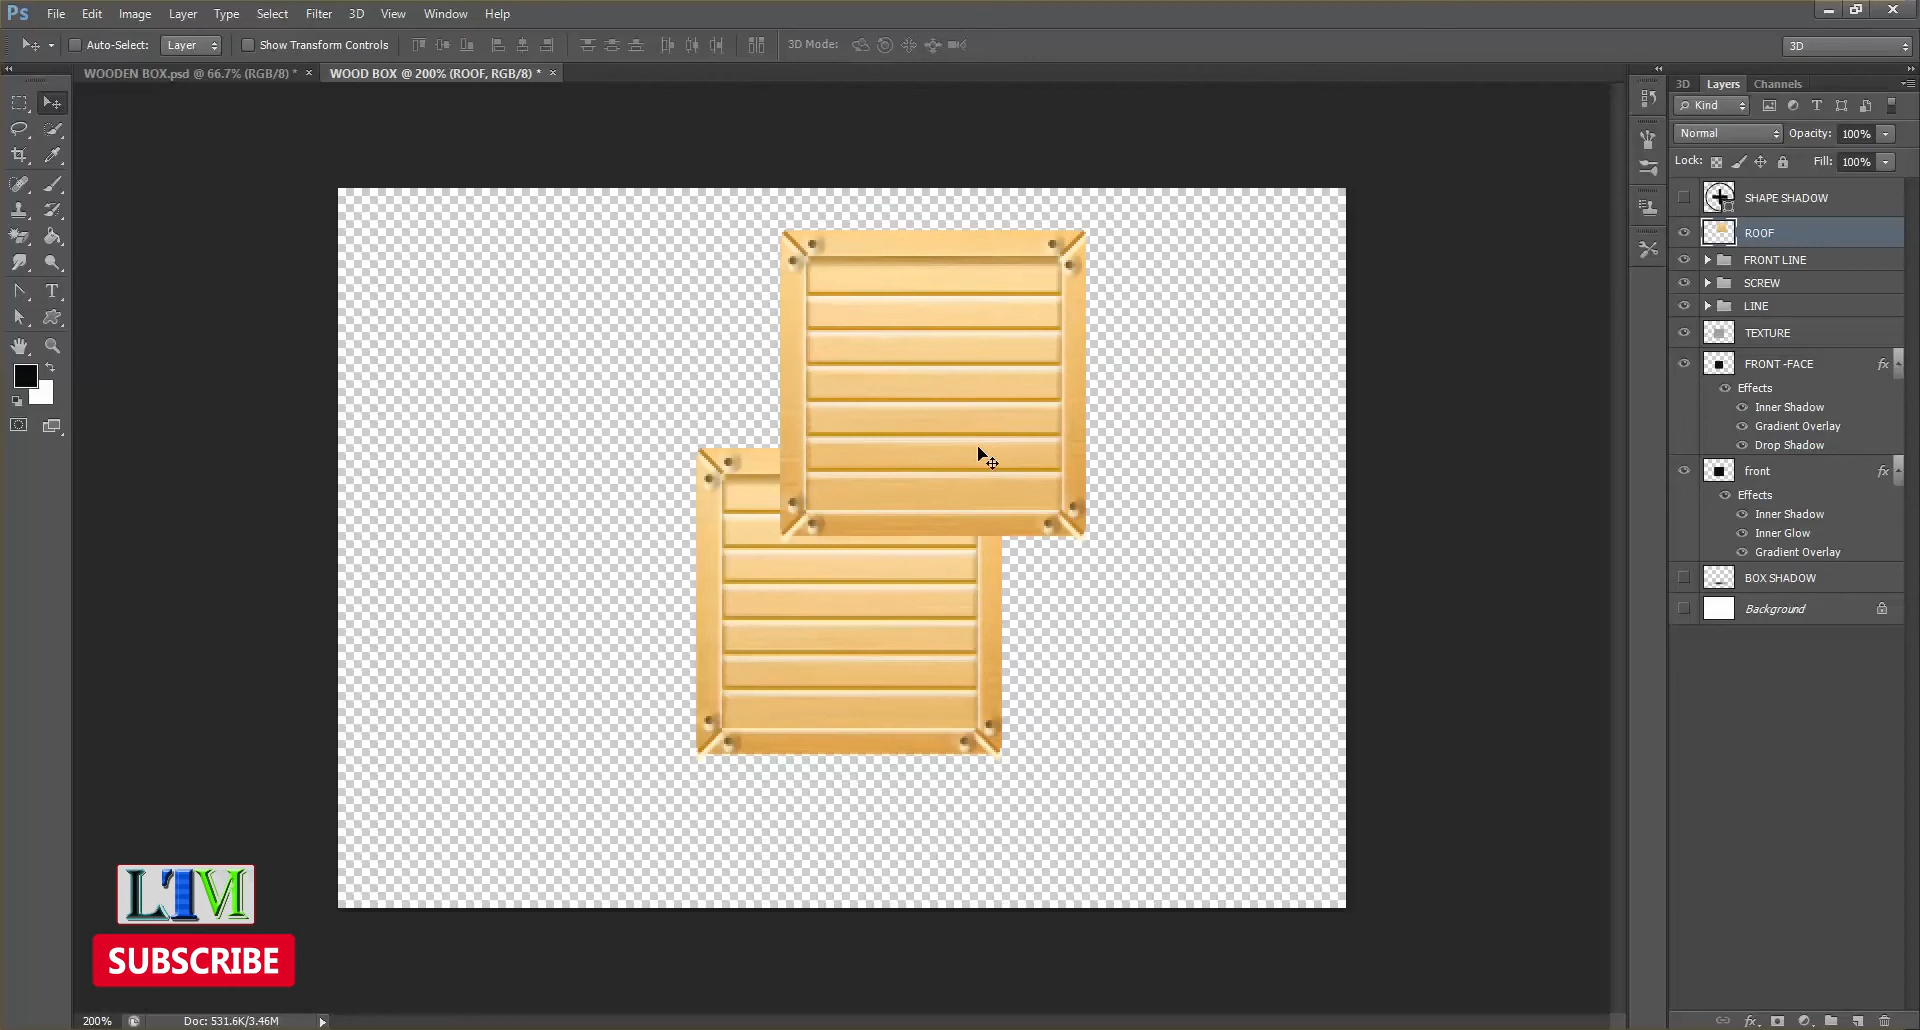 Ps File Edit Image Layer Type Select Filter 3D View Window Help
Auto-Select: Layer Show Transform Controls 3D Mode: 3D
WOODEN BOX.psd @ 66.7% (RGB/8) * × WOOD BOX @ 200% (ROOF, RGB/8) * ×
3D Layers Channels
Kind
Normal Opacity: 100%
Lock: Fill: 100%
SHAPE SHADOW
ROOF
FRONT LINE
SCREW
LINE
TEXTURE
FRONT -FACE fx
Effects
Inner Shadow
Gradient Overlay
Drop Shadow
front fx
Effects
Inner Shadow
Inner Glow
Gradient Overlay
BOX SHADOW
Background
LTM
SUBSCRIBE
200% Doc: 531.6K/3.46M
fx